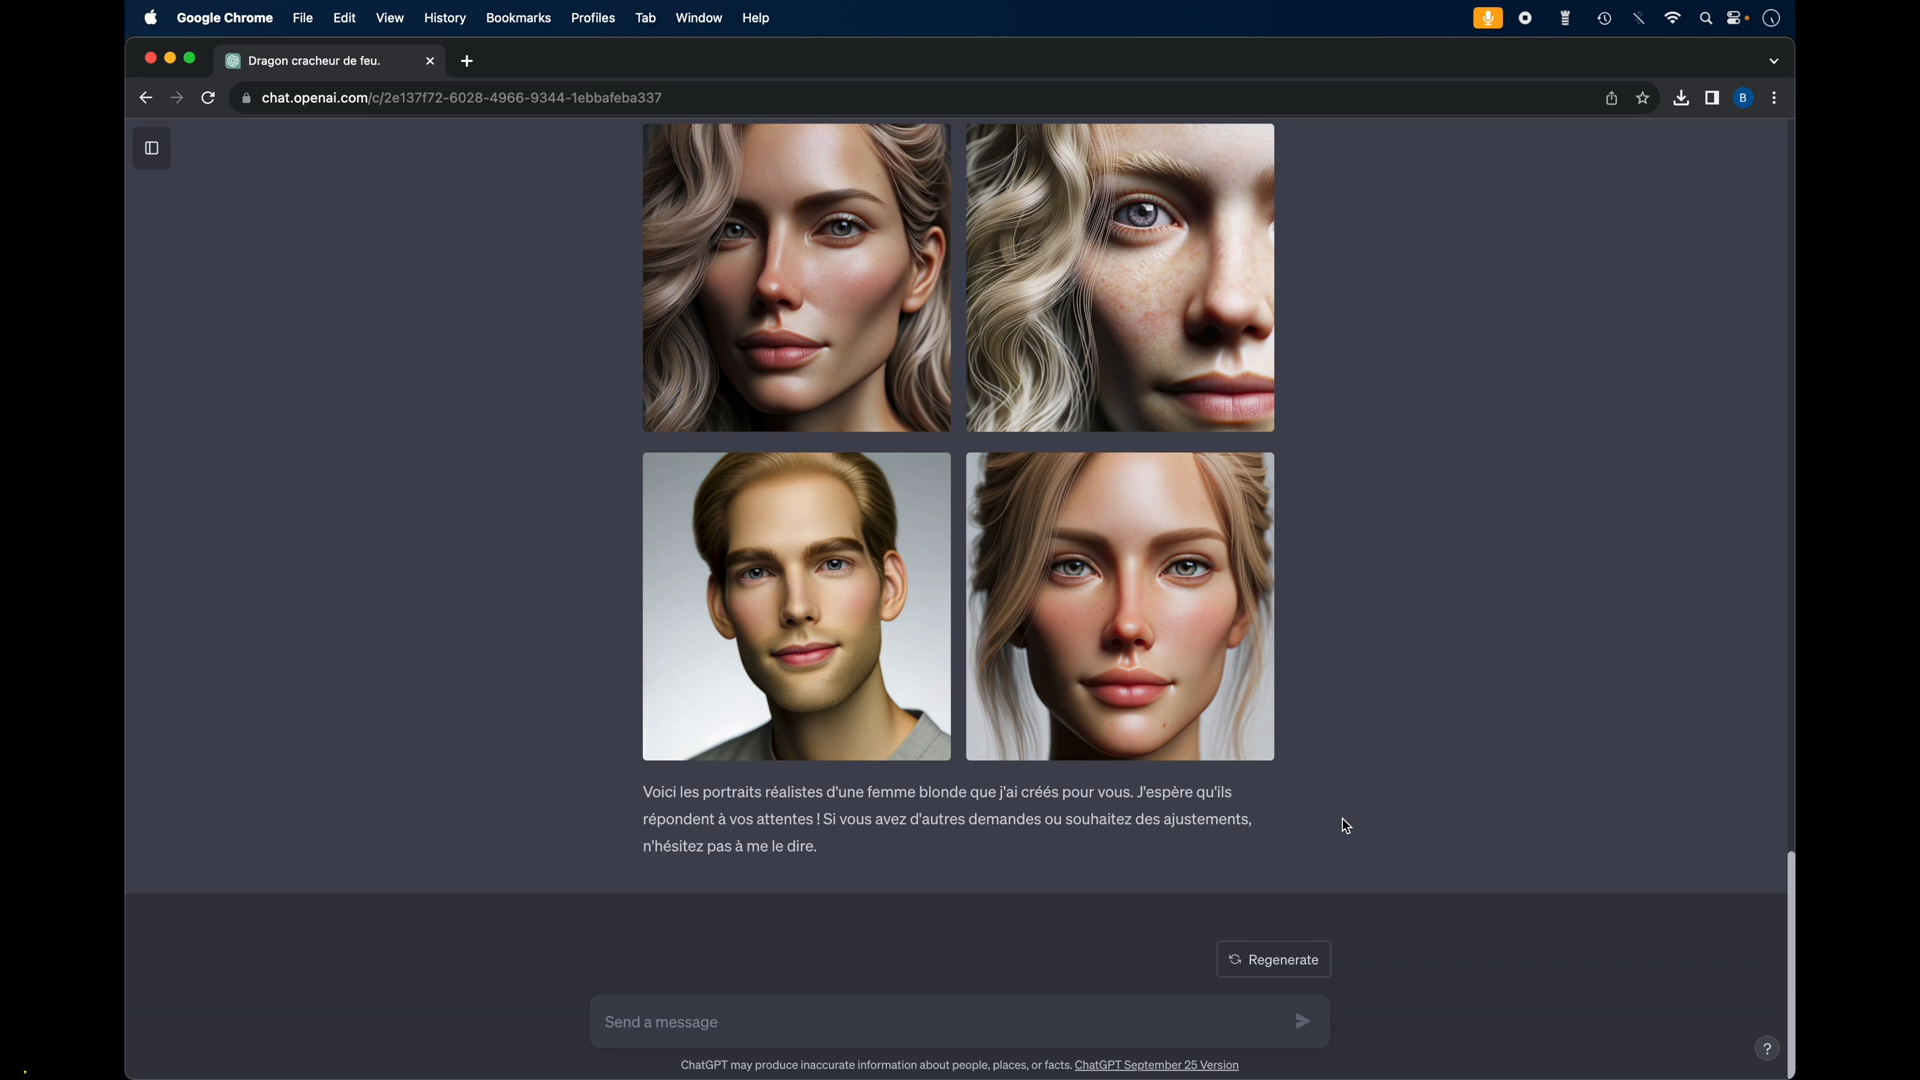 Google Chrome File Edit View History Bookmarks Profiles Tab Window Help
Dragon cracheur de feu.
chat.openai.com/c/2e137f72-6028-4966-9344-1ebbafeba337
B
Voici les portraits réalistes d'une femme blonde que j'ai créés pour vous. J'espère qu'ils
répondent à vos attentes ! Si vous avez d'autres demandes ou souhaitez des ajustements,
n'hésitez pas à me le dire.
Regenerate
Send a message
?
ChatGPT may produce inaccurate information about people, places, or facts. ChatGPT September 25 Version